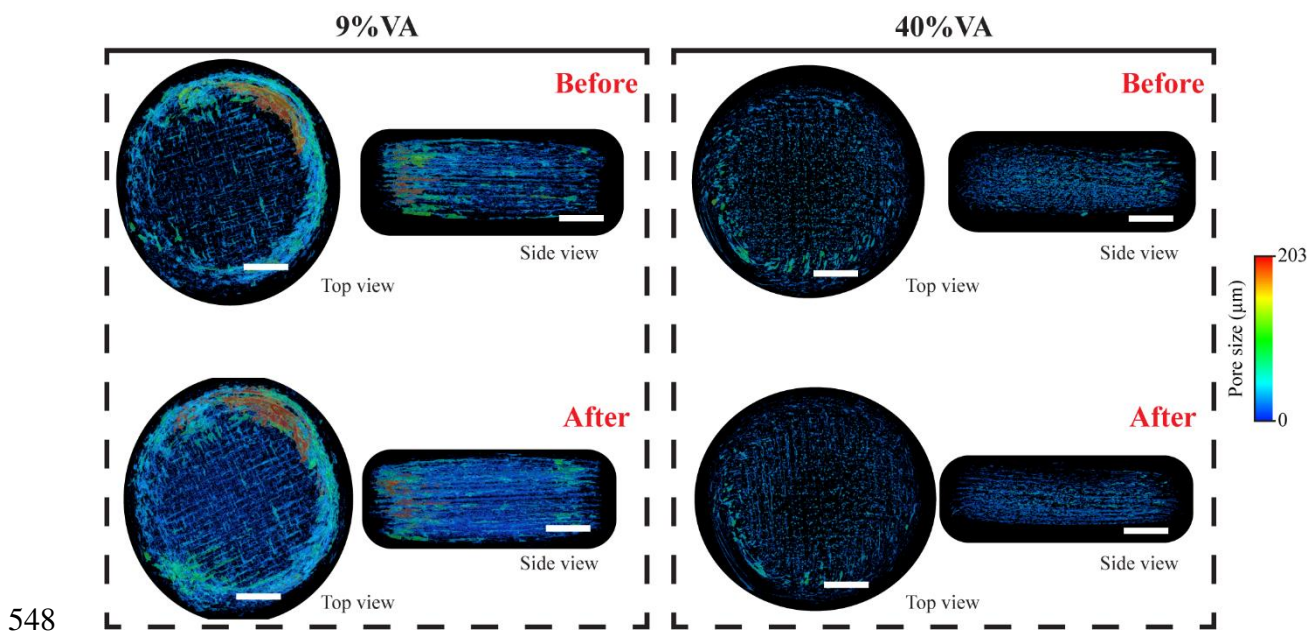 9%VA
40%VA
Before
Before
Side view
Side view
Top view
Top view
203
Pore size (μm)
0
After
After
Side view
Side view
Top view
Top view
548